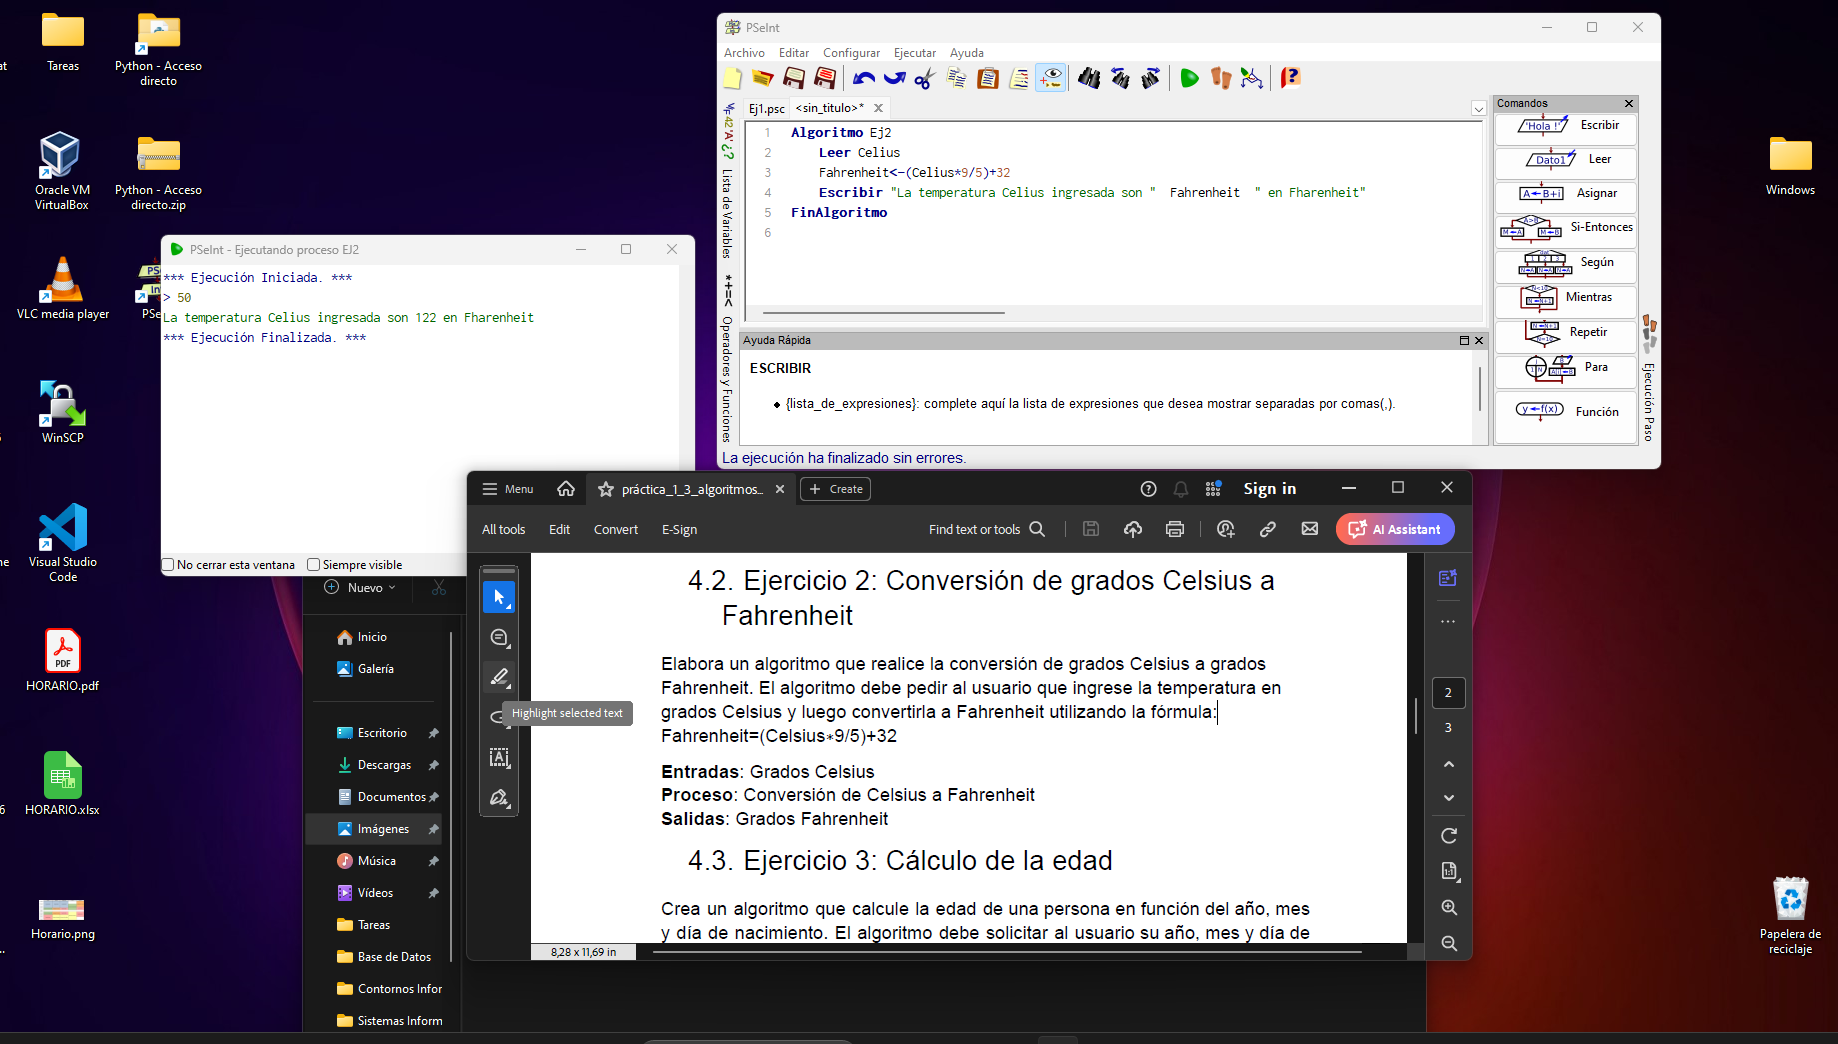 at
Tareas
Python - Acceso
directo
Oracle VM
VirtualBox
Python - Acceso
directo.zip
VLC media player
PSe
WinSCP
ne
Visual Studio
Code
HORARIO.pdf
PDF
6
HORARIO.xlsx
Horario.png
..
Windows
Papelera de
reciclaje
PSeInt
Archivo Editar Configurar Ejecutar Ayuda
Ej1.psc <sin_titulo>*
Lista de Variables
*+=< Operadores y Funciones
1 Algoritmo Ej2
2 Leer Celius
3 Fahrenheit<-(Celius*9/5)+32
4 Escribir "La temperatura Celius ingresada son "  Fahrenheit  " en Fharenheit"
5 FinAlgoritmo
6
Ayuda Rápida
ESCRIBIR
{lista_de_expresiones}: complete aquí la lista de expresiones que desea mostrar separadas por comas(,).
La ejecución ha finalizado sin errores.
Comandos
'Hola !' Escribir
Dato1 Leer
A←B+i Asignar
A>B M←A M←B Si-Entonces
Según
Mientras
Repetir
Para
y←f(x) Función
Ejecución Paso
PSeInt - Ejecutando proceso EJ2
*** Ejecución Iniciada. ***
> 50
La temperatura Celius ingresada son 122 en Fharenheit
*** Ejecución Finalizada. ***
No cerrar esta ventana Siempre visible
Menu práctica_1_3_algoritmos... + Create Sign in
All tools Edit Convert E-Sign Find text or tools AI Assistant
Highlight selected text
4.2. Ejercicio 2: Conversión de grados Celsius a
Fahrenheit
Elabora un algoritmo que realice la conversión de grados Celsius a grados
Fahrenheit. El algoritmo debe pedir al usuario que ingrese la temperatura en
grados Celsius y luego convertirla a Fahrenheit utilizando la fórmula:
Fahrenheit=(Celsius*9/5)+32
Entradas: Grados Celsius
Proceso: Conversión de Celsius a Fahrenheit
Salidas: Grados Fahrenheit
4.3. Ejercicio 3: Cálculo de la edad
Crea un algoritmo que calcule la edad de una persona en función del año, mes
y día de nacimiento. El algoritmo debe solicitar al usuario su año, mes y día de
8,28 x 11,69 in
2
3
1:1
Nuevo
Inicio
Galería
Escritorio
Descargas
Documentos
Imágenes
Música
Vídeos
Tareas
Base de Datos
Contornos Infor
Sistemas Inform